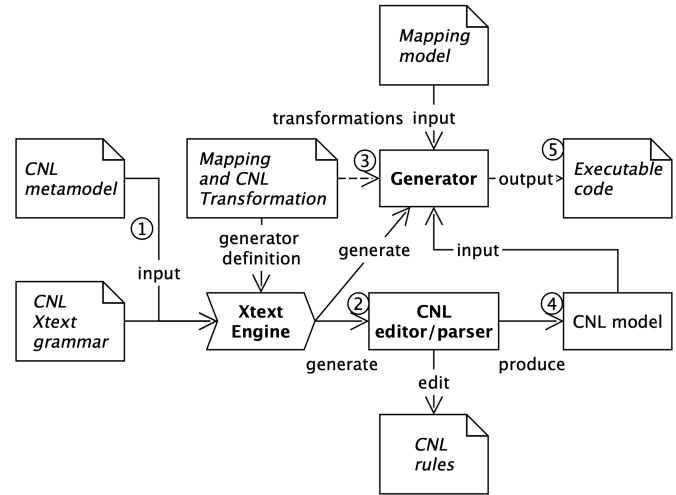 Mapping
model
transformations input
CNL
metamodel
Mapping
and CNL
Transformation
3
Generator
output
5
Executable
code
1
generator
definition
generate
input
input
CNL
Xtext
grammar
Xtext
Engine
2
CNL
editor/parser
4
CNL model
generate
produce
edit
CNL
rules